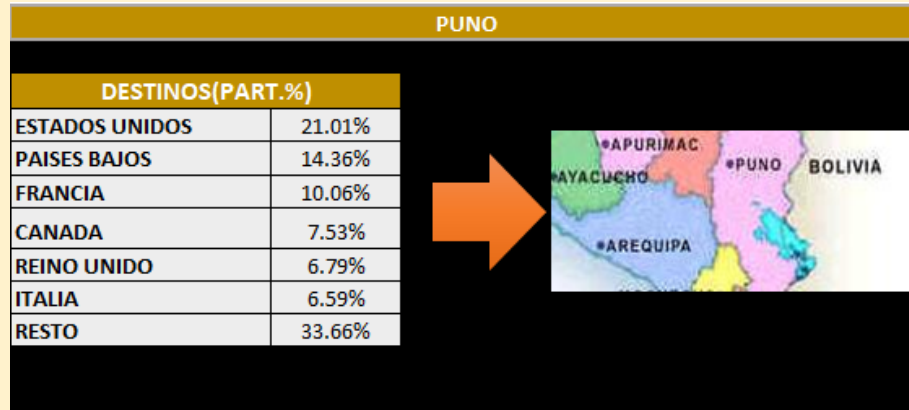 PUNO
DESTINOS(PART.%)
ESTADOS UNIDOS 21.01%
PAISES BAJOS 14.36%
FRANCIA 10.06%
CANADA 7.53%
REINO UNIDO 6.79%
ITALIA 6.59%
RESTO 33.66%
APURIMAC
PUNO BOLIVIA
AYACUCHO
AREQUIPA